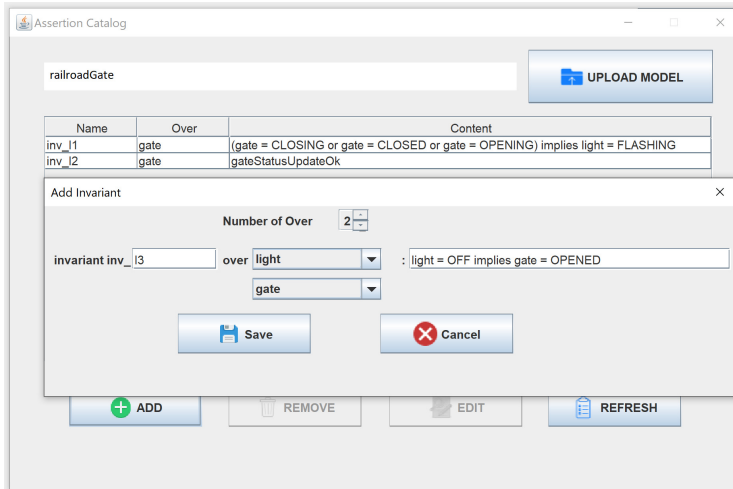 Assertion Catalog
railroadGate
UPLOAD MODEL
Name Over Content
inv_I1 gate (gate = CLOSING or gate = CLOSED or gate = OPENING) implies light = FLASHING
inv_I2 gate gateStatusUpdateOk
Add Invariant
Number of Over 2
invariant inv_ I3 over light : light = OFF implies gate = OPENED
gate
Save Cancel
ADD REMOVE EDIT REFRESH